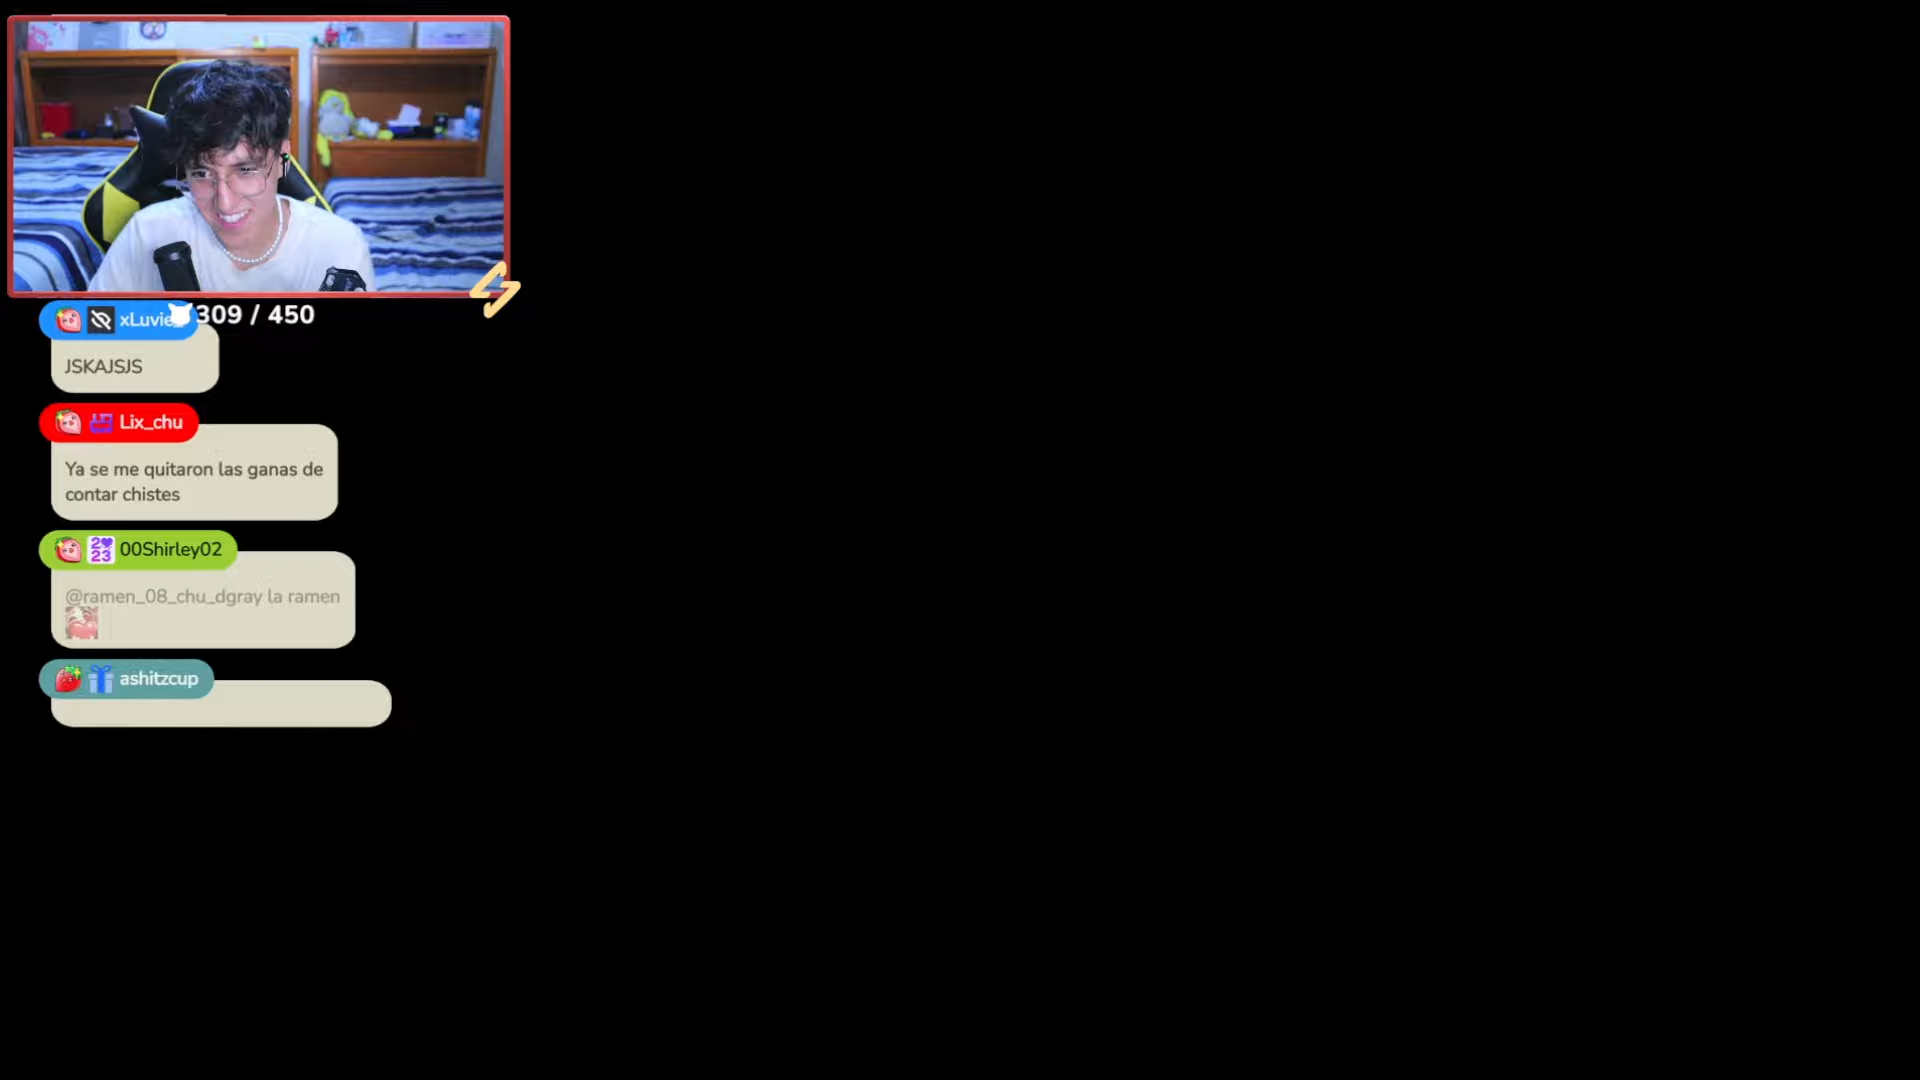 xLuvie
309 / 450
JSKAJSJS
Lix_chu
Ya se me quitaron las ganas de
contar chistes
2023
00Shirley02
@ramen_08_chu_dgray la ramen
ashitzcup